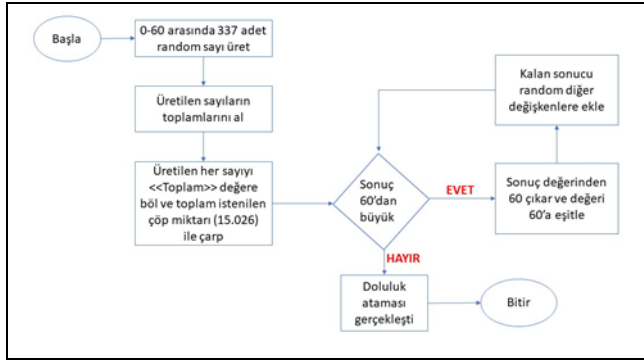 Başla
0-60 arasında 337 adet
random sayı üret
Üretilen sayıların
toplamlarını al
Üretilen her sayıyı
<<Toplam>> değere
böl ve toplam istenilen
çöp miktarı (15.026)
ile çarp
Sonuç
60'dan
büyük
EVET
Sonuç değerinden
60 çıkar ve değeri
60'a eşitle
Kalan sonucu
random diğer
değişkenlere ekle
HAYIR
Doluluk
ataması
gerçekleşti
Bitir